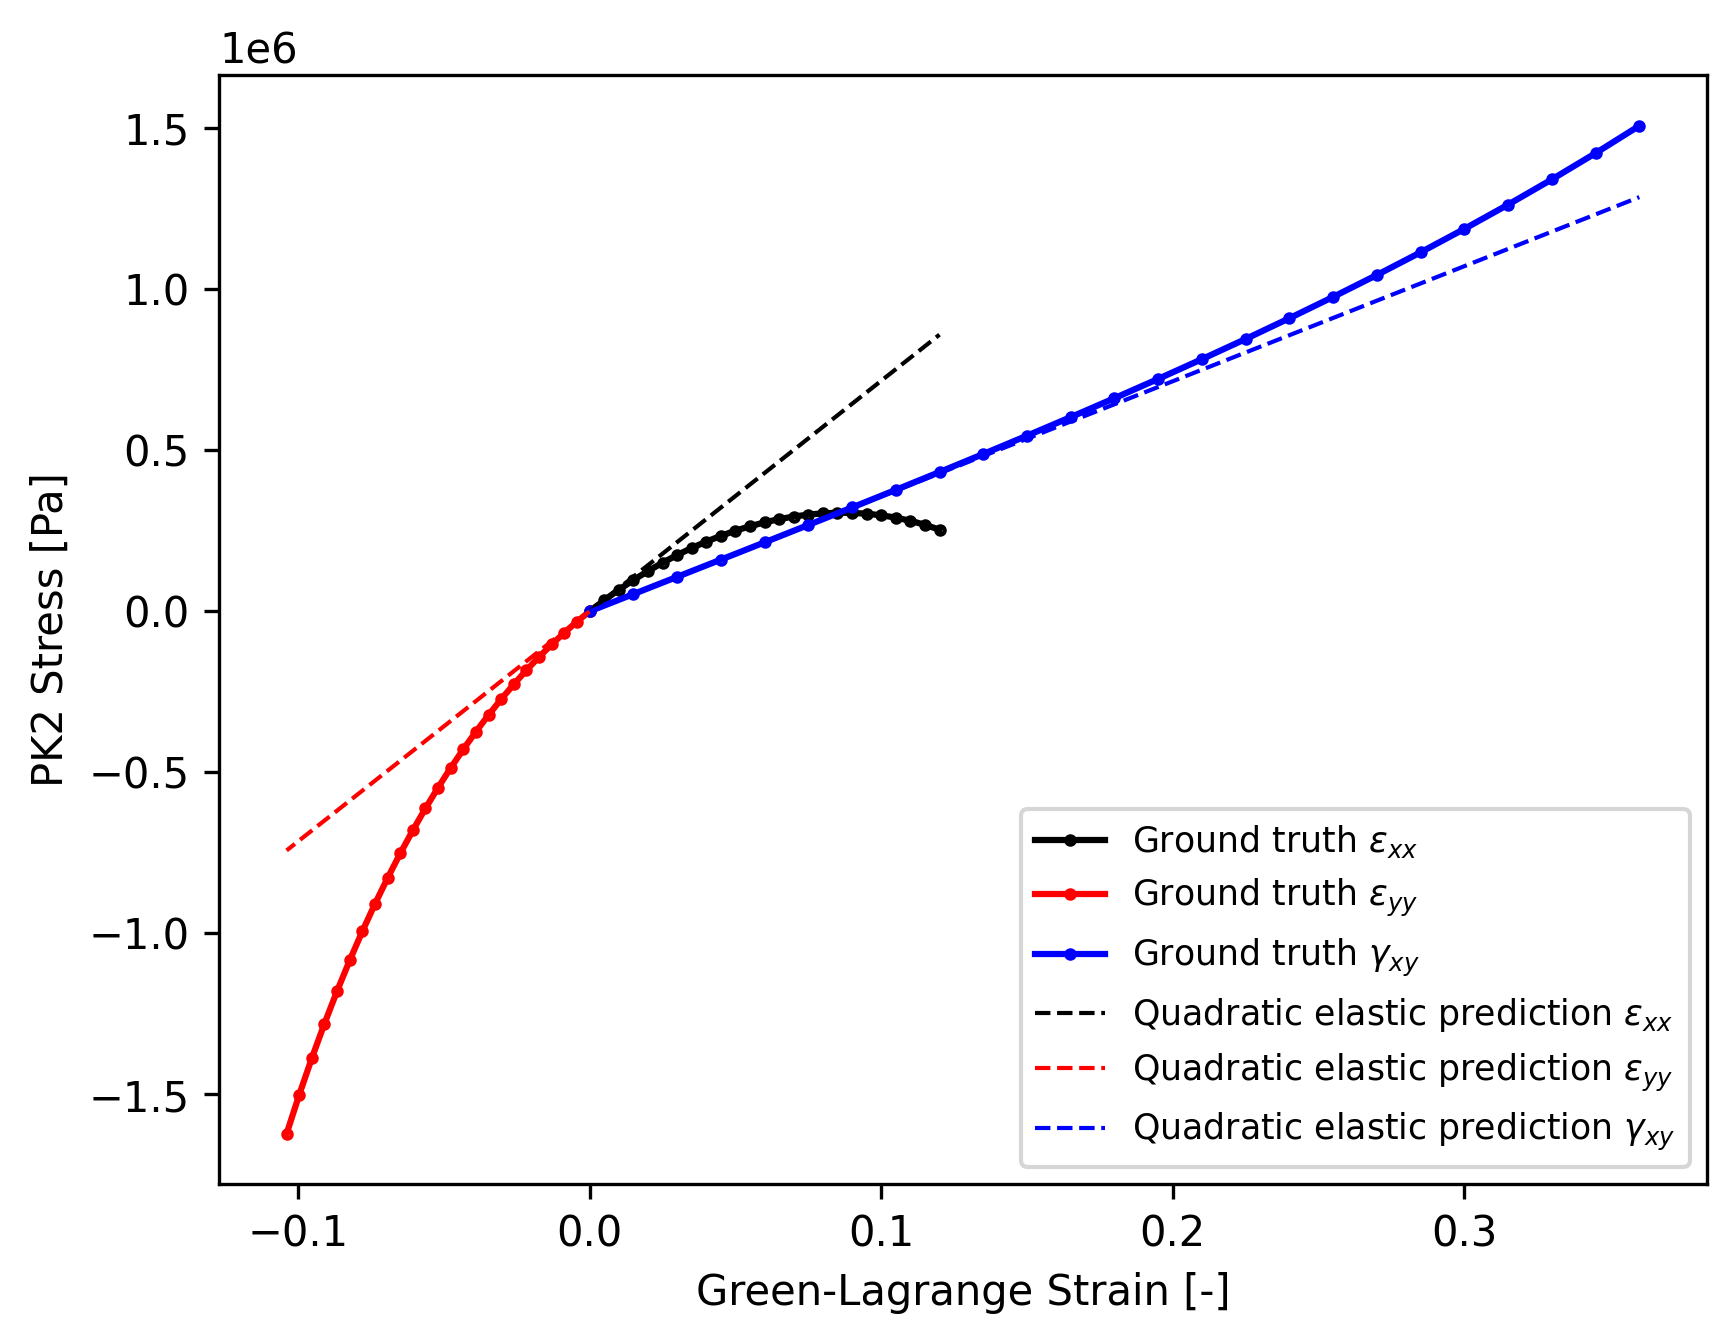 1e6
1.5
1.0
0.5
0.0
−0.5
−1.0
−1.5
PK2 Stress [Pa]
−0.1
0.0
0.1
0.2
0.3
Green-Lagrange Strain [-]
Ground truth εxx
Ground truth εyy
Ground truth γxy
Quadratic elastic prediction εxx
Quadratic elastic prediction εyy
Quadratic elastic prediction γxy